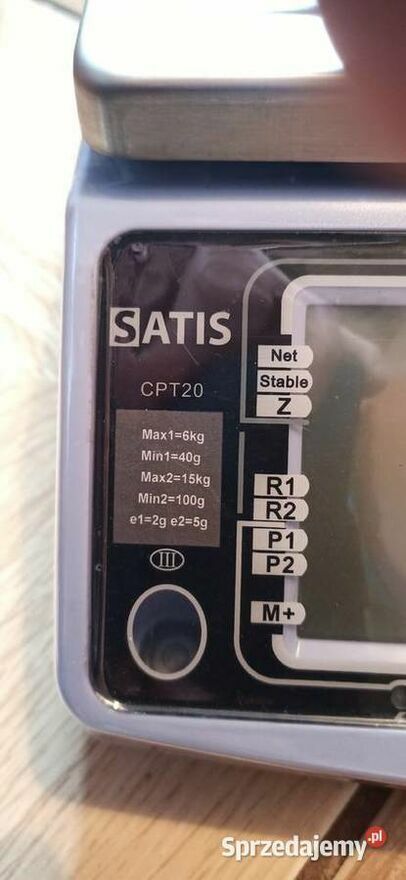 SATIS
CPT20
Max1=6kg
Min1=40g
Max2=15kg
Min2=100g
e1=2g e2=5g
III
Net
Stable
Z
R1
R2
P1
P2
M+
Sprzedajemy.pl